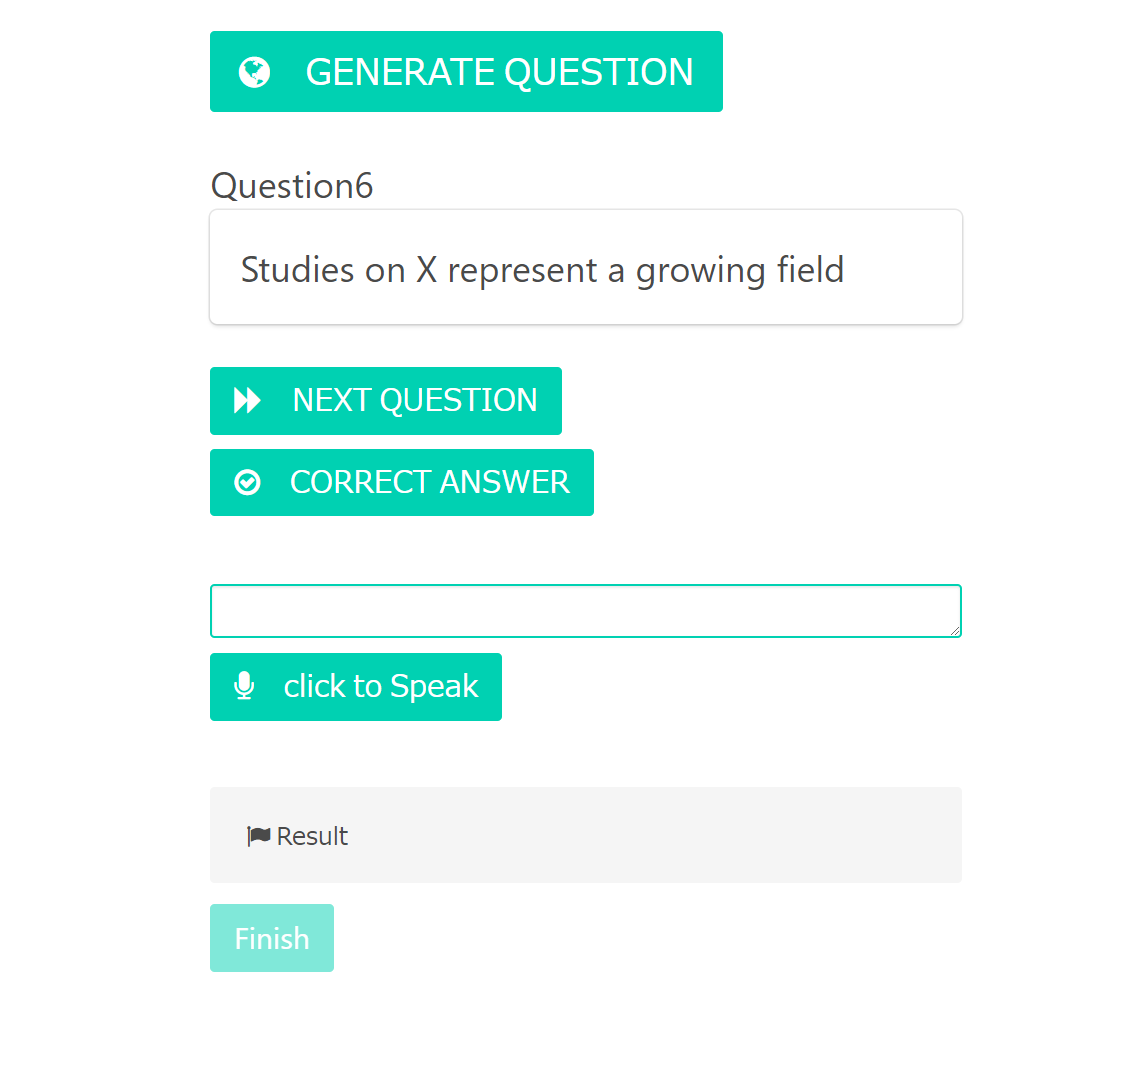 GENERATE QUESTION
Question6
Studies on X represent a growing field
NEXT QUESTION
CORRECT ANSWER
click to Speak
Result
Finish